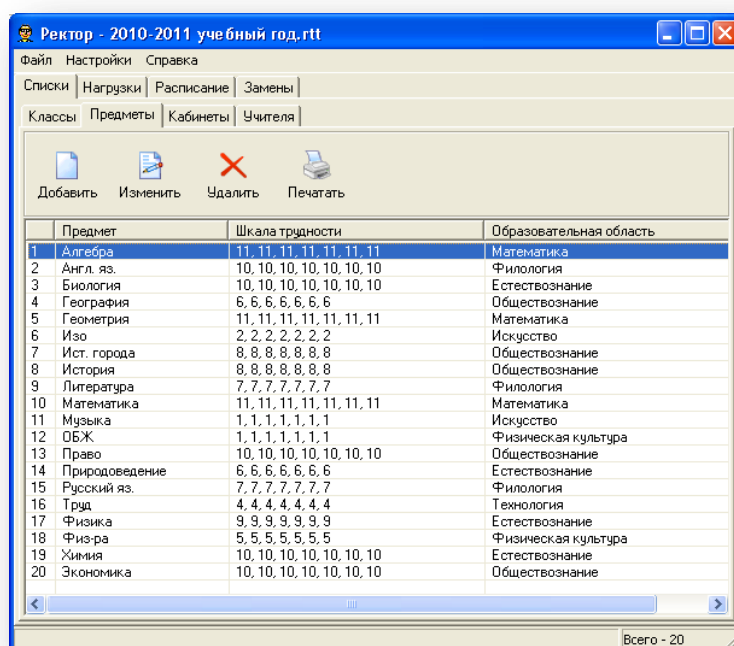 Ректор - 2010-2011 учебный год.rtt
Файл Настройки Справка
Списки Нагрузки Расписание Замены
Классы Предметы Кабинеты Учителя
Добавить Изменить Удалить Печатать
Предмет Шкала трудности Образовательная область
1 Алгебра 11, 11, 11, 11, 11, 11, 11 Математика
2 Англ. яз. 10, 10, 10, 10, 10, 10, 10 Филология
3 Биология 10, 10, 10, 10, 10, 10, 10 Естествознание
4 География 6, 6, 6, 6, 6, 6, 6 Обществознание
5 Геометрия 11, 11, 11, 11, 11, 11, 11 Математика
6 Изо 2, 2, 2, 2, 2, 2, 2 Искусство
7 Ист. города 8, 8, 8, 8, 8, 8, 8 Обществознание
8 История 8, 8, 8, 8, 8, 8, 8 Обществознание
9 Литература 7, 7, 7, 7, 7, 7, 7 Филология
10 Математика 11, 11, 11, 11, 11, 11, 11 Математика
11 Музыка 1, 1, 1, 1, 1, 1, 1 Искусство
12 ОБЖ 1, 1, 1, 1, 1, 1, 1 Физическая культура
13 Право 10, 10, 10, 10, 10, 10, 10 Обществознание
14 Природоведение 6, 6, 6, 6, 6, 6, 6 Естествознание
15 Русский яз. 7, 7, 7, 7, 7, 7, 7 Филология
16 Труд 4, 4, 4, 4, 4, 4, 4 Технология
17 Физика 9, 9, 9, 9, 9, 9, 9 Естествознание
18 Физ-ра 5, 5, 5, 5, 5, 5, 5 Физическая культура
19 Химия 10, 10, 10, 10, 10, 10, 10 Естествознание
20 Экономика 10, 10, 10, 10, 10, 10, 10 Обществознание
Всего - 20